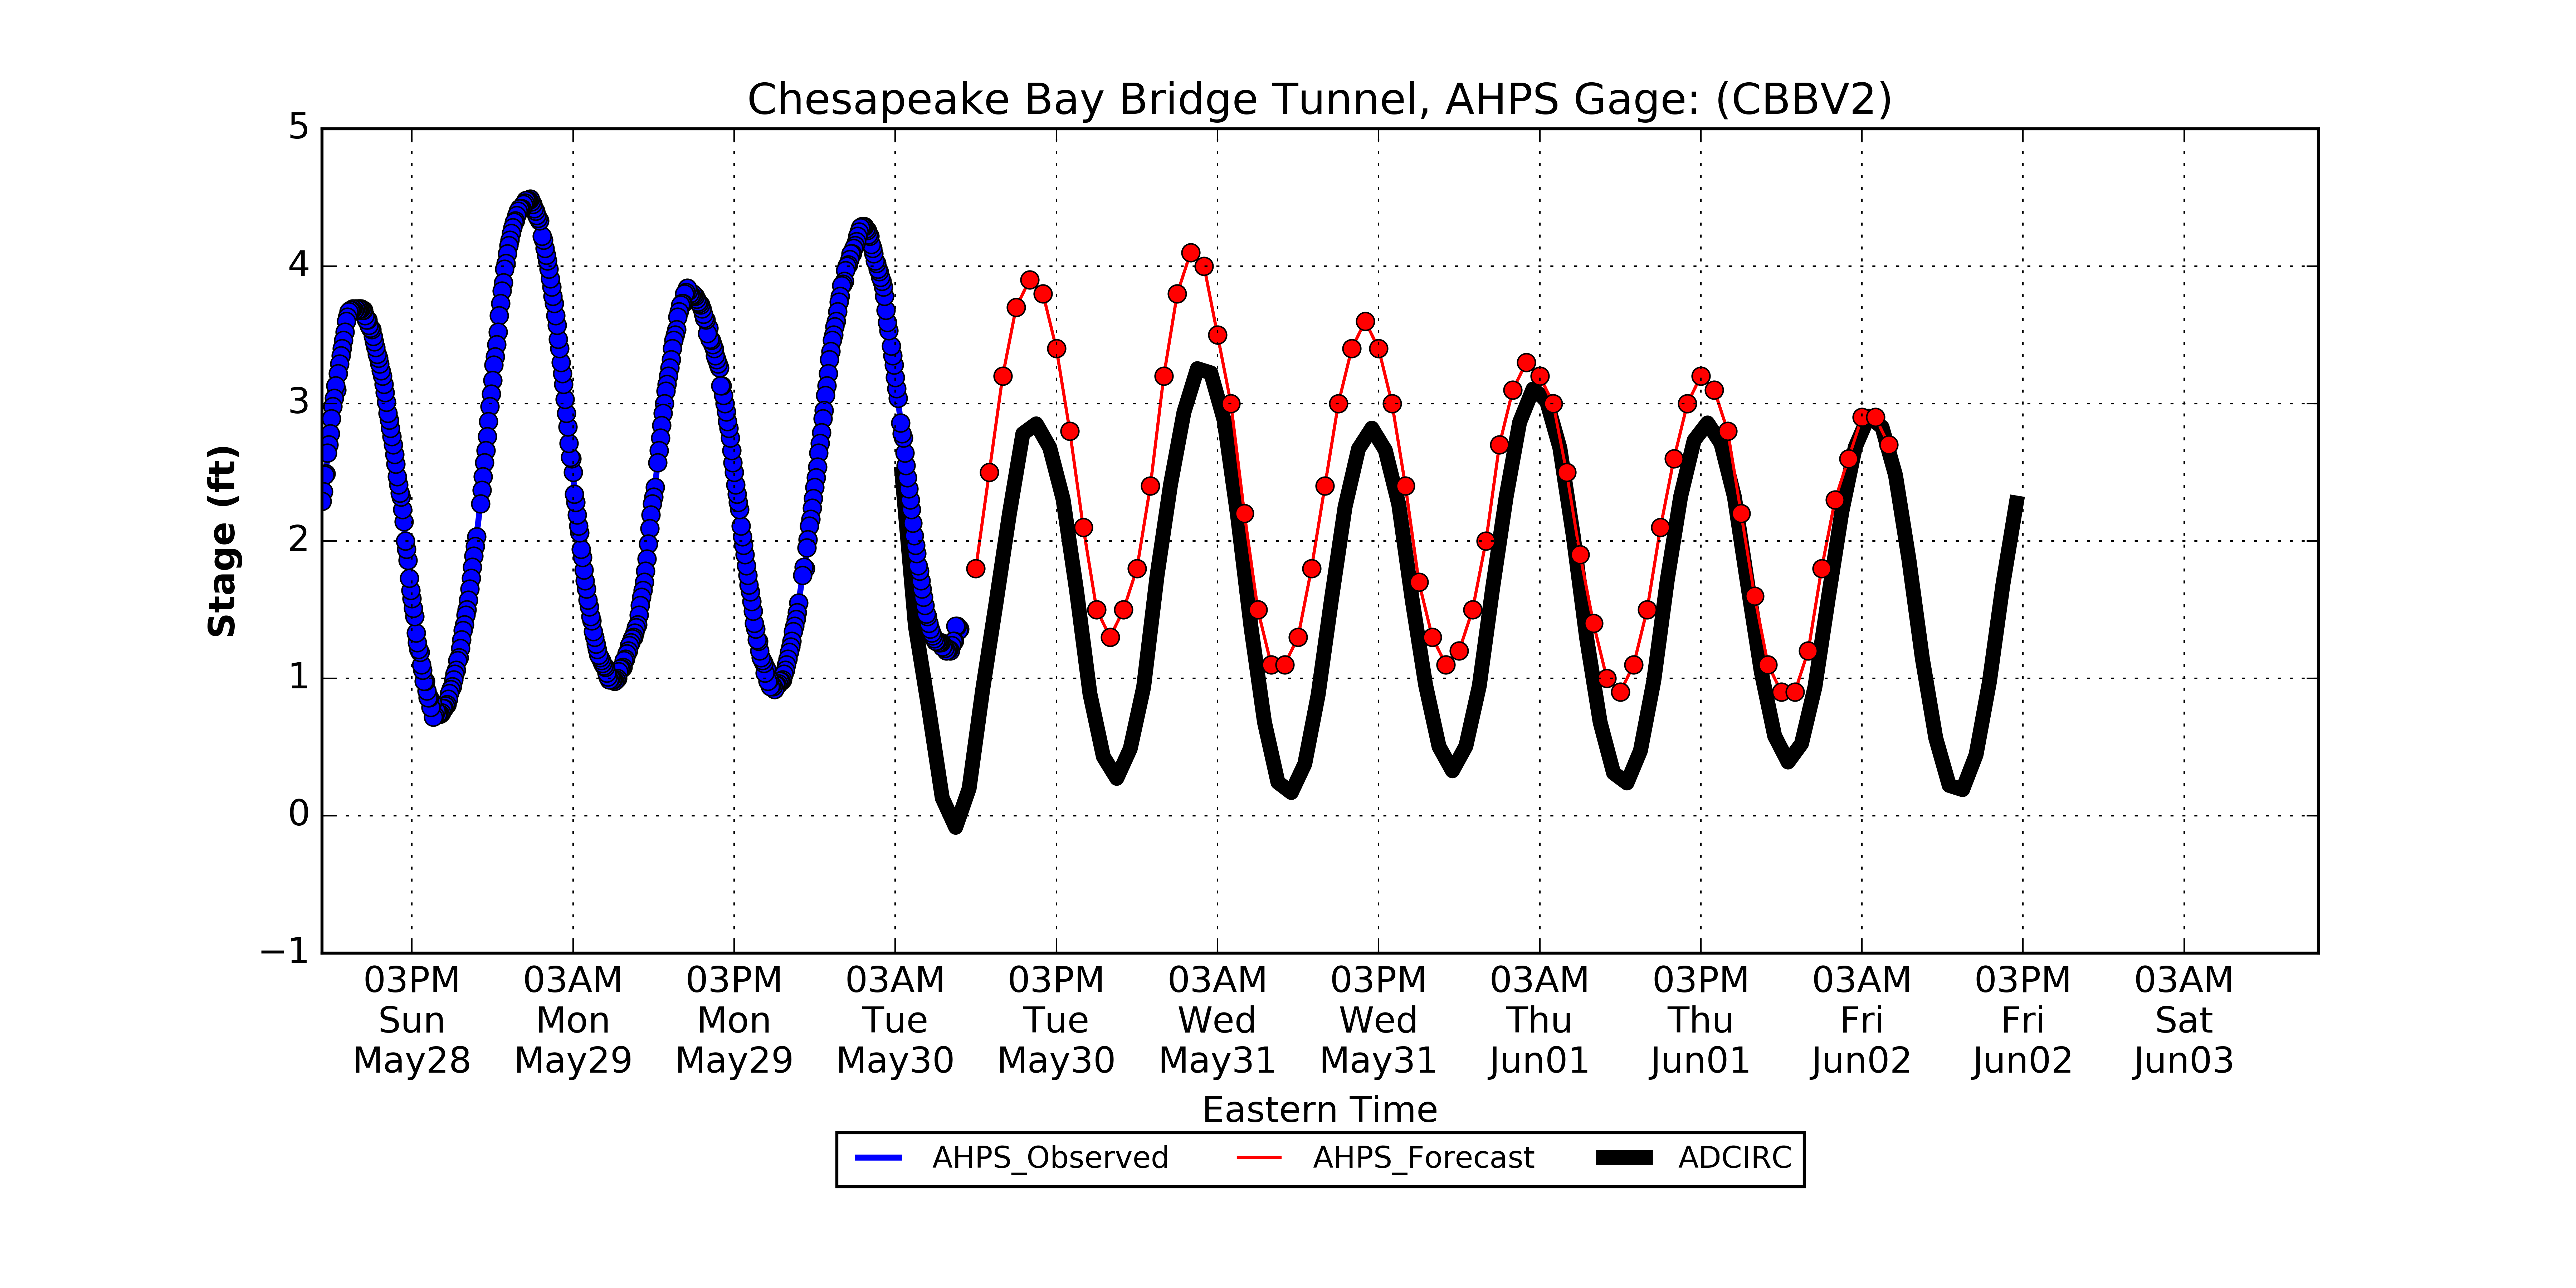 Chesapeake Bay Bridge Tunnel, AHPS Gage: (CBBV2)
5
4
3
2
1
0
−1
Stage (ft)
03PM 03AM 03PM 03AM 03PM 03AM 03PM 03AM 03PM 03AM 03PM 03AM
Sun Mon Mon Tue Tue Wed Wed Thu Thu Fri Fri Sat
May28 May29 May29 May30 May30 May31 May31 Jun01 Jun01 Jun02 Jun02 Jun03
Eastern Time
AHPS_Observed AHPS_Forecast ADCIRC